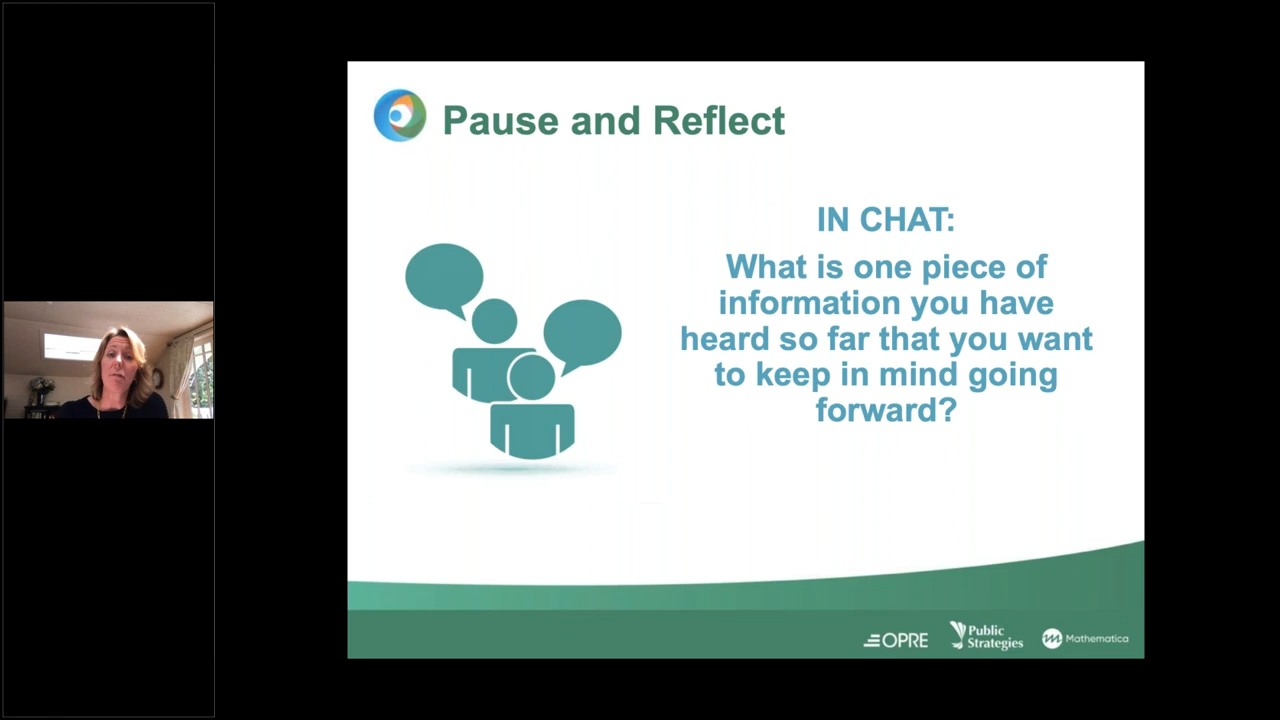 Pause and Reflect
IN CHAT:
What is one piece of
information you have
heard so far that you want
to keep in mind going
forward?
OPRE
Public
Strategies
Mathematica